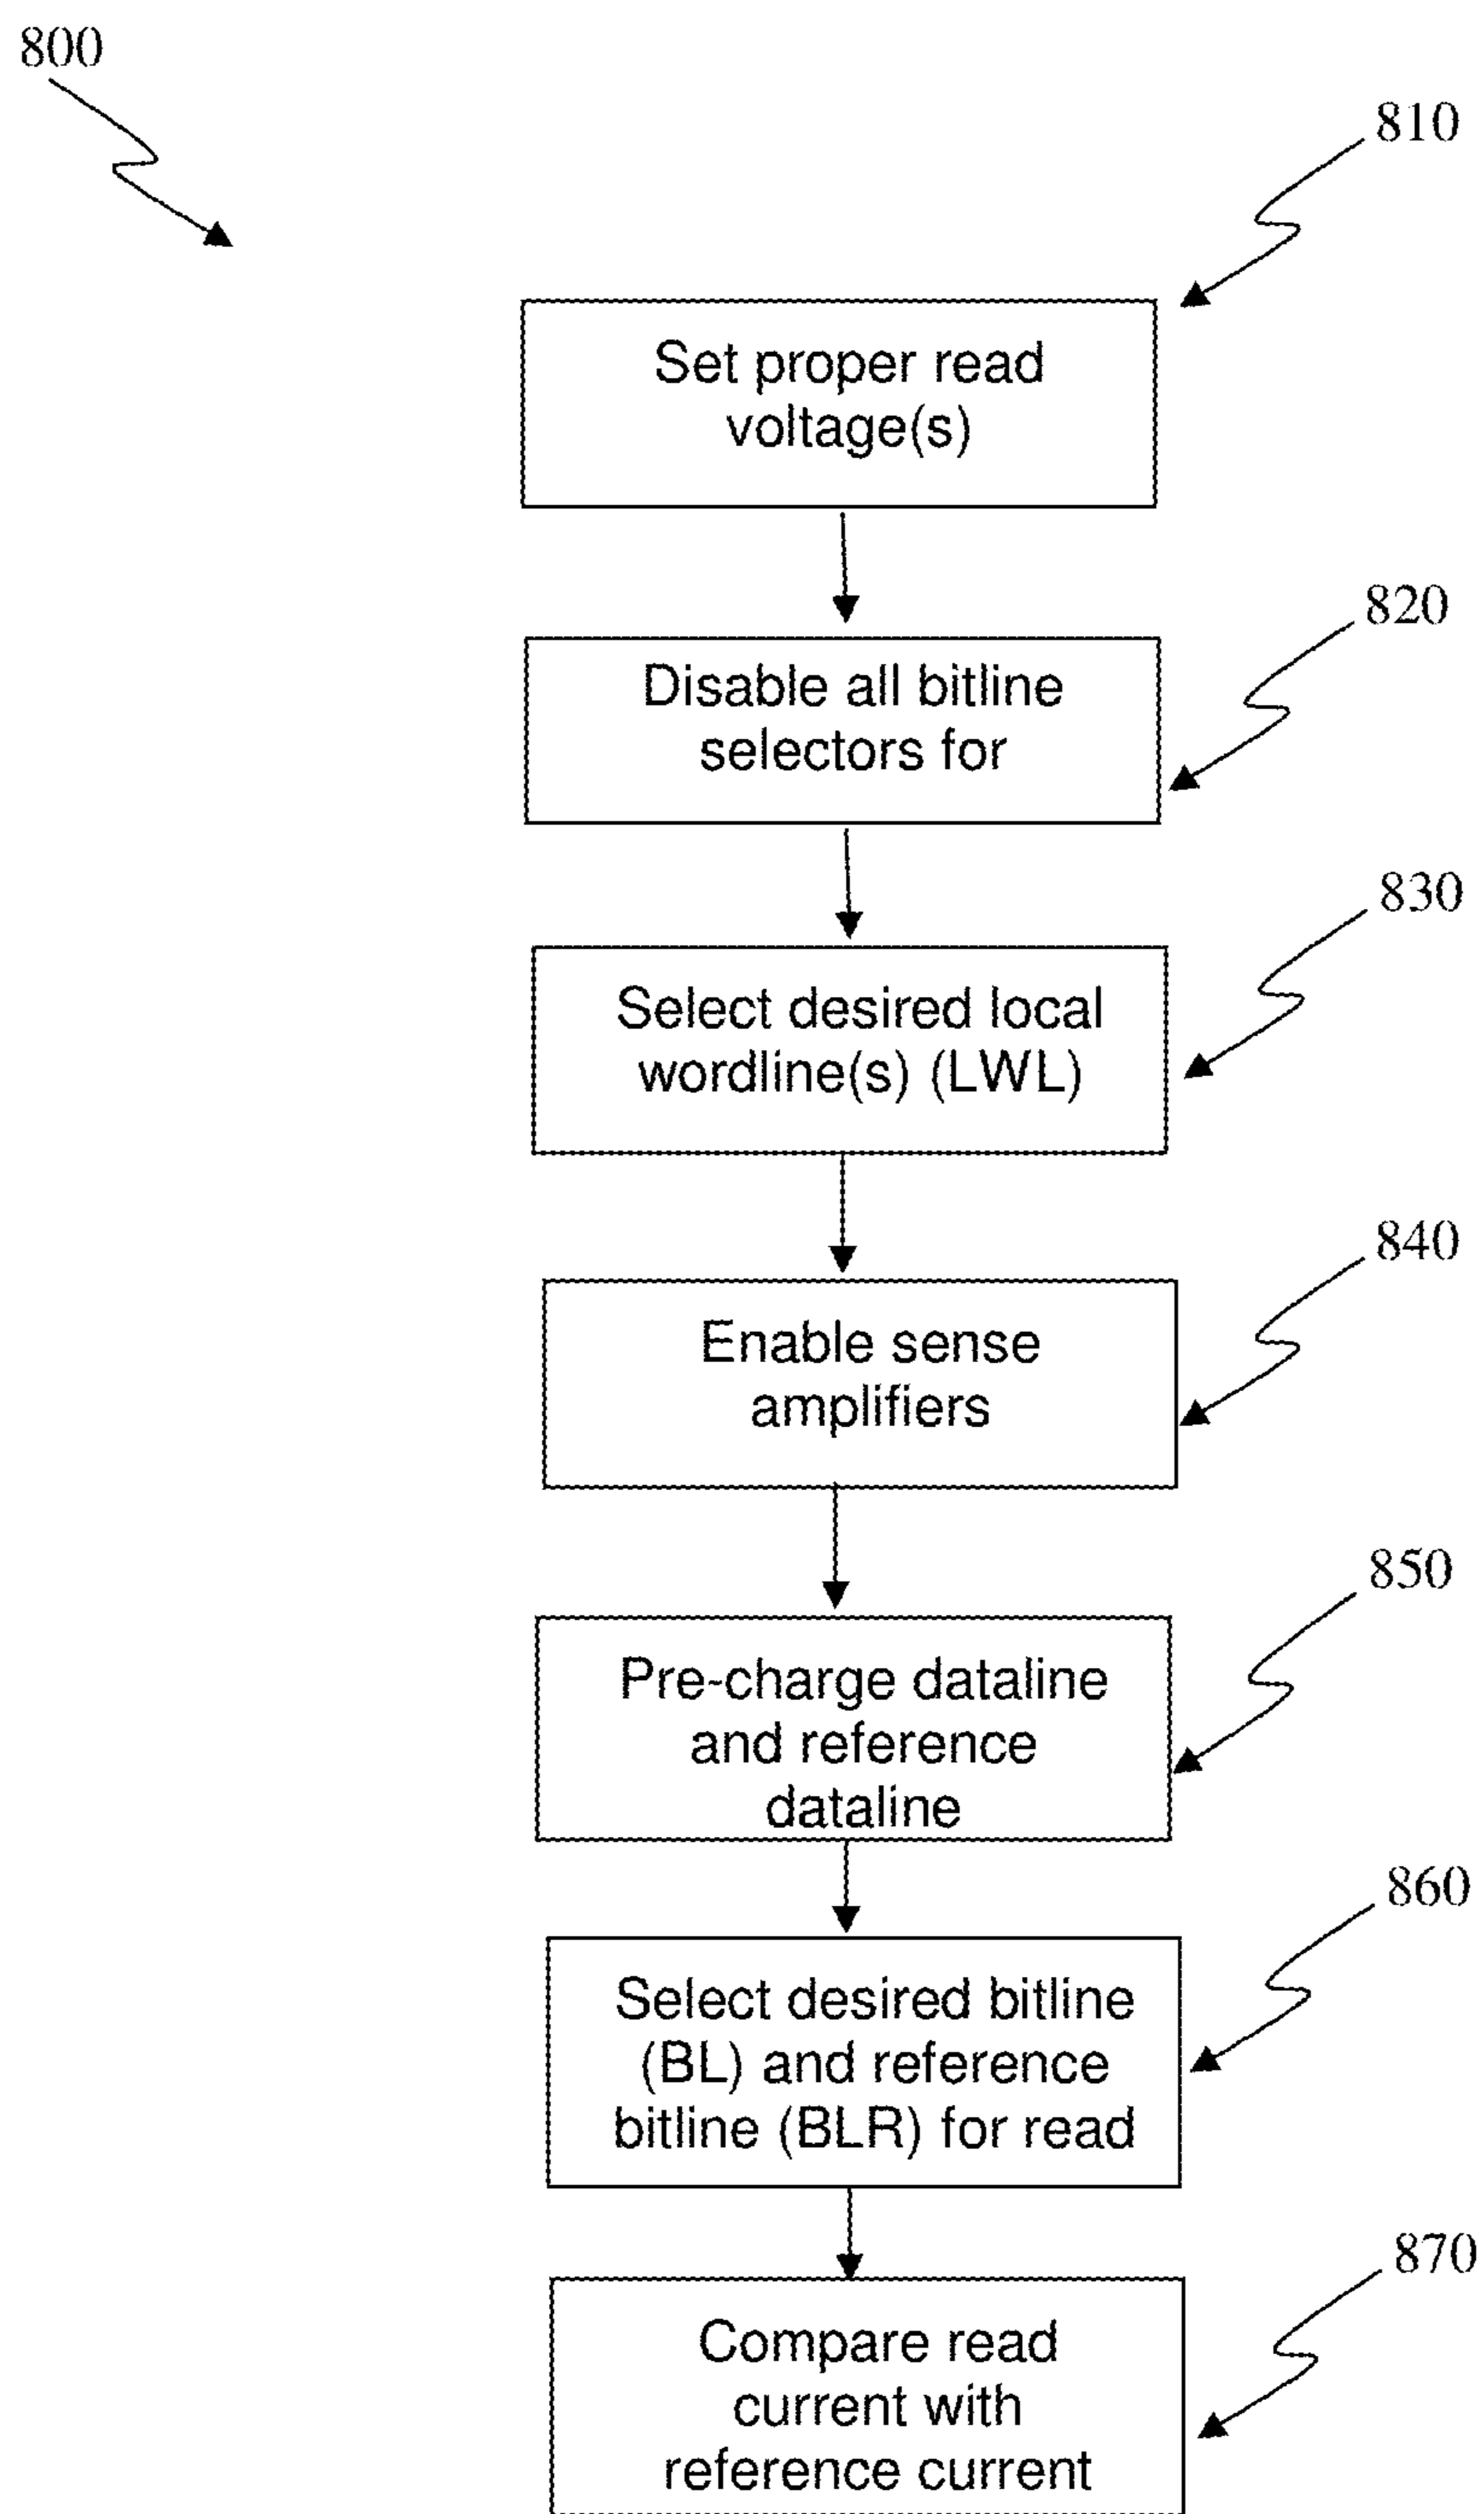 800
810
Set proper read
voltage(s)
820
Disable all bitline
selectors for
830
Select desired local
wordline(s) (LWL)
840
Enable sense
amplifiers
850
Pre-charge dataline
and reference
dataline
860
Select desired bitline
(BL) and reference
bitline (BLR) for read
870
Compare read
current with
reference current